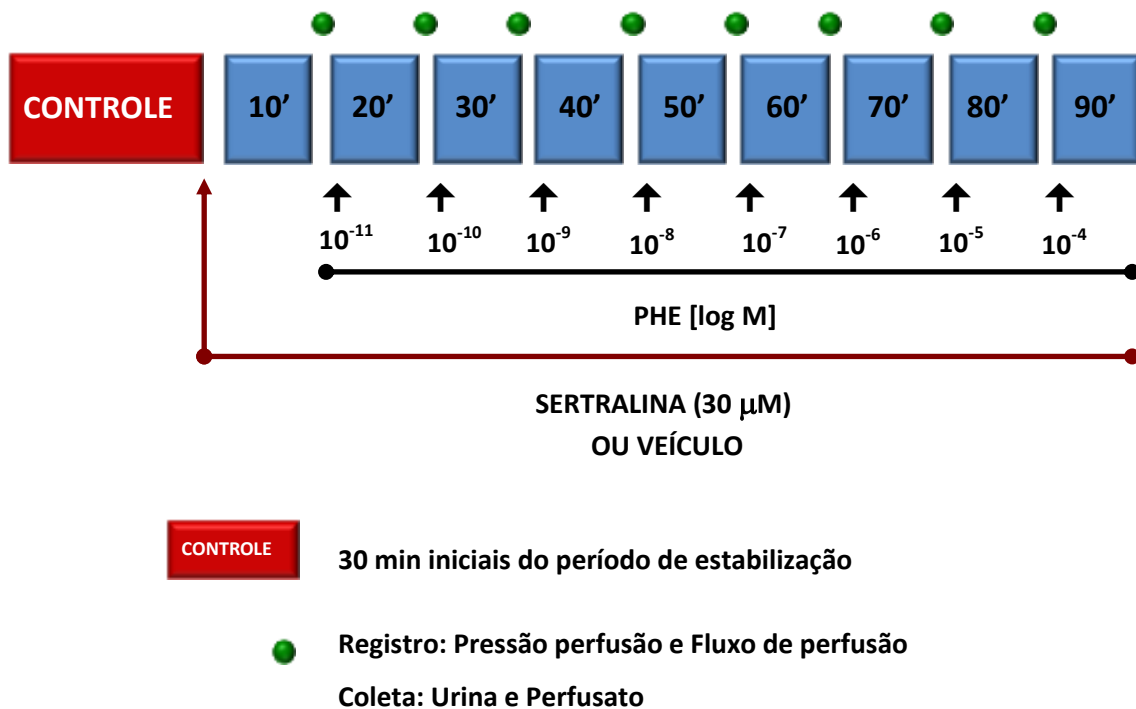 CONTROLE 10’ 20’ 30’ 40’ 50’ 60’ 70’ 80’ 90’
10⁻¹¹ 10⁻¹⁰ 10⁻⁹ 10⁻⁸ 10⁻⁷ 10⁻⁶ 10⁻⁵ 10⁻⁴
PHE [log M]
SERTRALINA (30 μM)
OU VEÍCULO
CONTROLE 30 min iniciais do período de estabilização
Registro: Pressão perfusão e Fluxo de perfusão
Coleta: Urina e Perfusato